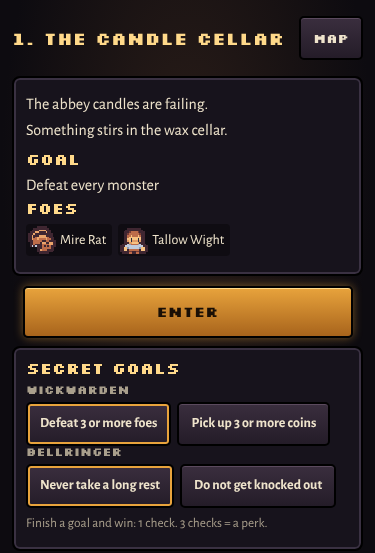 1. THE CANDLE CELLAR
MAP
The abbey candles are failing.
Something stirs in the wax cellar.
GOAL
Defeat every monster
FOES
Mire Rat
Tallow Wight
ENTER
SECRET GOALS
WICKWARDEN
Defeat 3 or more foes
Pick up 3 or more coins
BELLRINGER
Never take a long rest
Do not get knocked out
Finish a goal and win: 1 check. 3 checks = a perk.